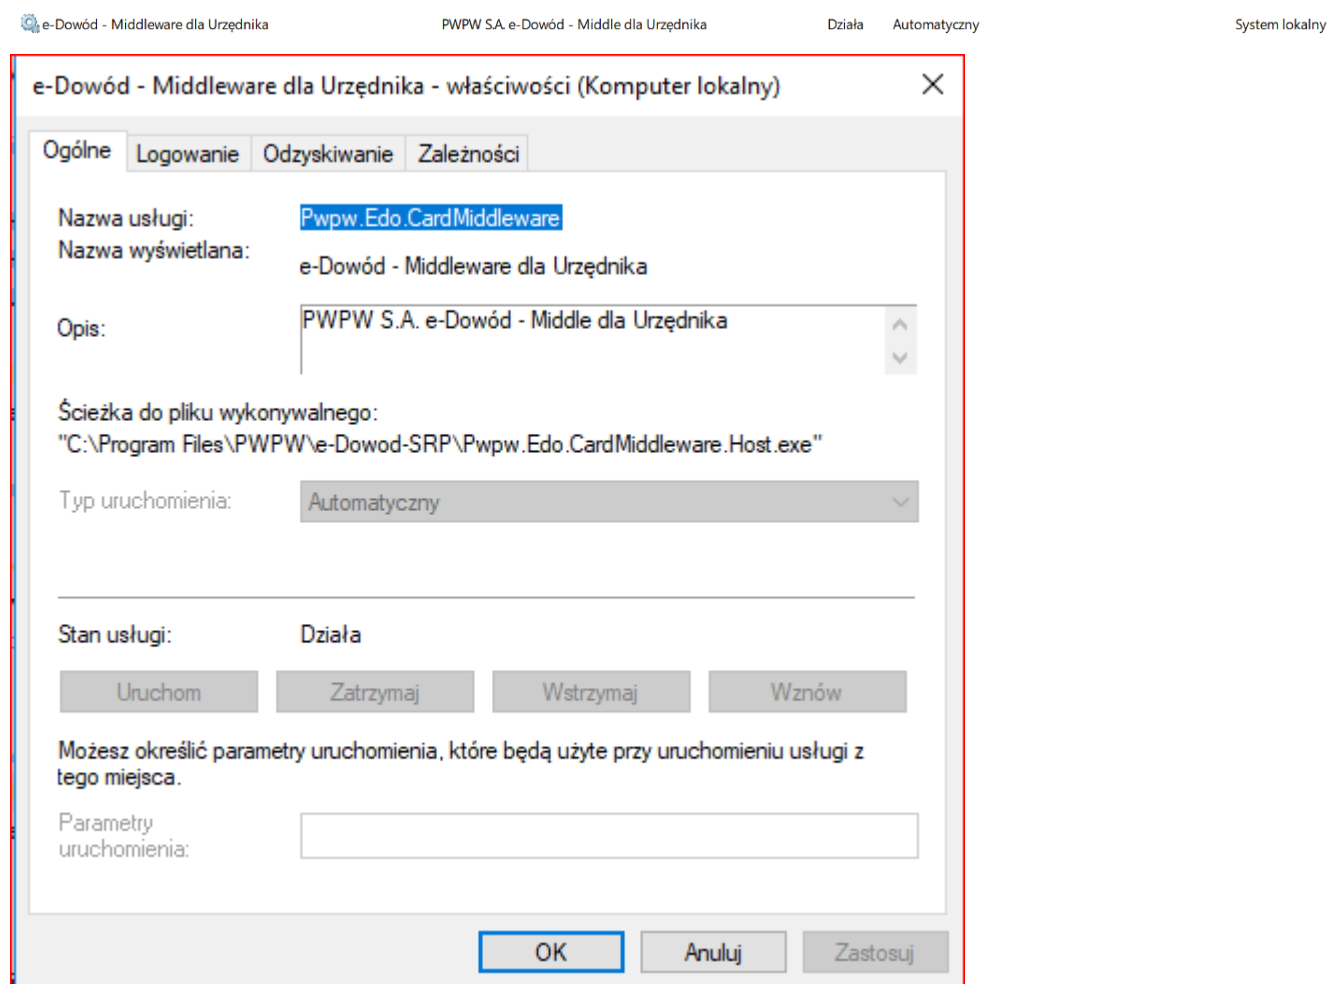 e-Dowód - Middleware dla Urzędnika PWPW S.A. e-Dowód - Middle dla Urzędnika Działa Automatyczny System lokalny
e-Dowód - Middleware dla Urzędnika - właściwości (Komputer lokalny)
Ogólne Logowanie Odzyskiwanie Zależności
Nazwa usługi: Pwpw.Edo.CardMiddleware
Nazwa wyświetlana:
e-Dowód - Middleware dla Urzędnika
Opis: PWPW S.A. e-Dowód - Middle dla Urzędnika
Ścieżka do pliku wykonywalnego:
"C:\Program Files\PWPW\e-Dowod-SRP\Pwpw.Edo.CardMiddleware.Host.exe"
Typ uruchomienia: Automatyczny
Stan usługi: Działa
Uruchom Zatrzymaj Wstrzymaj Wznów
Możesz określić parametry uruchomienia, które będą użyte przy uruchomieniu usługi z
tego miejsca.
Parametry
uruchomienia:
OK Anuluj Zastosuj